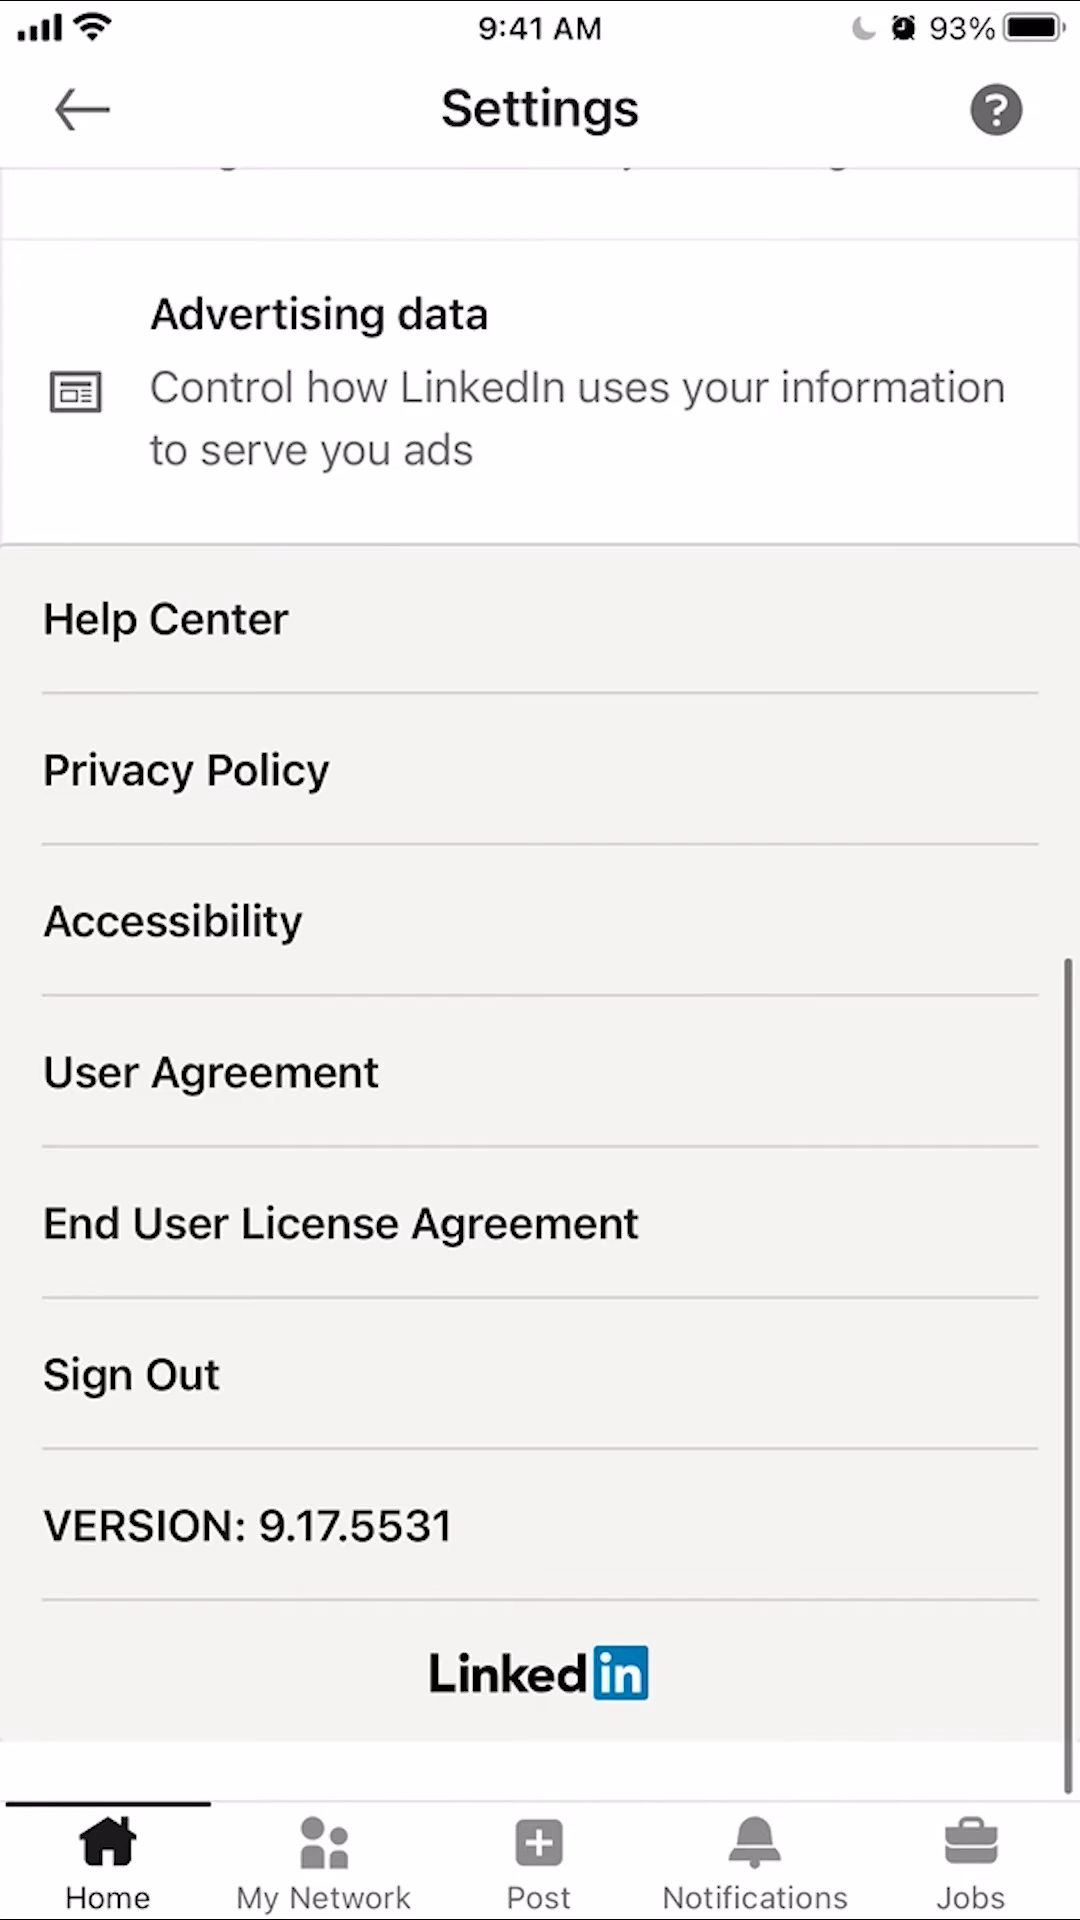 9:41 AM
93%
Settings
Advertising data
Control how LinkedIn uses your information
to serve you ads
Help Center
Privacy Policy
Accessibility
User Agreement
End User License Agreement
Sign Out
VERSION: 9.17.5531
Linked in
Home
My Network
Post
Notifications
Jobs